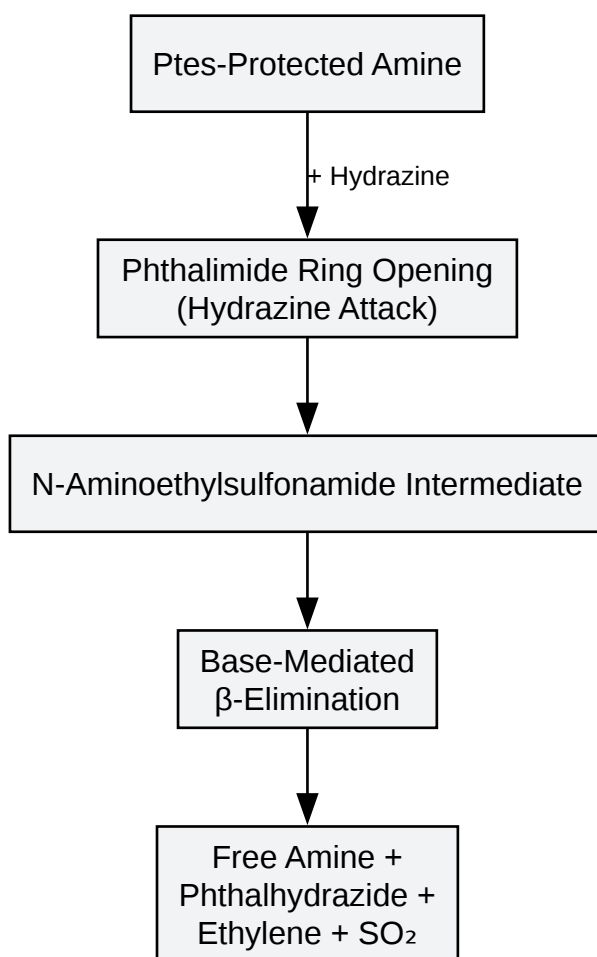 Ptes-Protected Amine
+ Hydrazine
Phthalimide Ring Opening
(Hydrazine Attack)
N-Aminoethylsulfonamide Intermediate
Base-Mediated
β-Elimination
Free Amine +
Phthalhydrazide +
Ethylene + SO₂